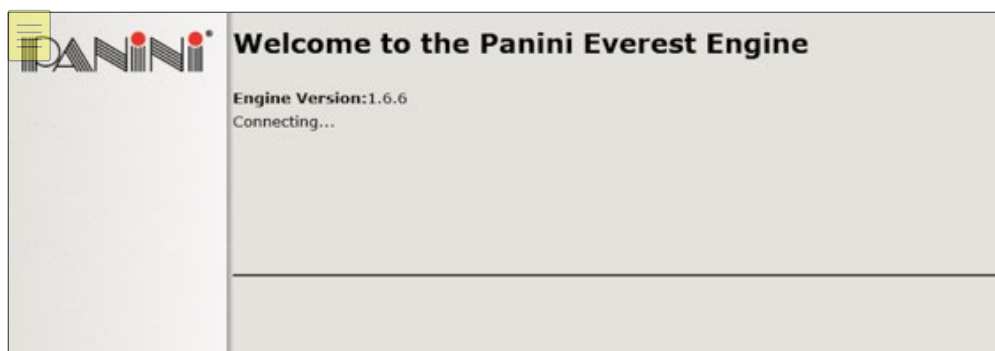 PANINI
Welcome to the Panini Everest Engine
Engine Version:1.6.6
Connecting...